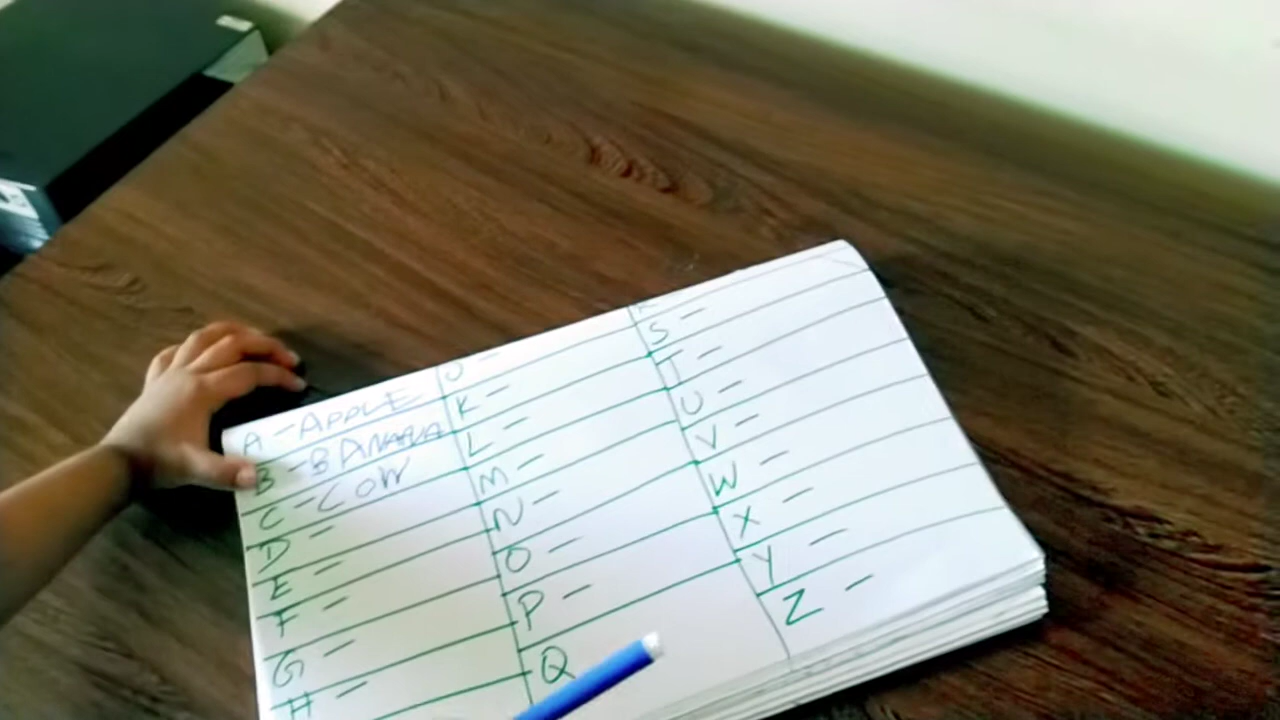 A - APPLE
B - BANANA
C - COW
D -
E -
F -
G -
H -
J -
K -
L -
M -
N -
O -
P -
Q
S -
T -
U -
V -
W -
X -
Y -
Z -